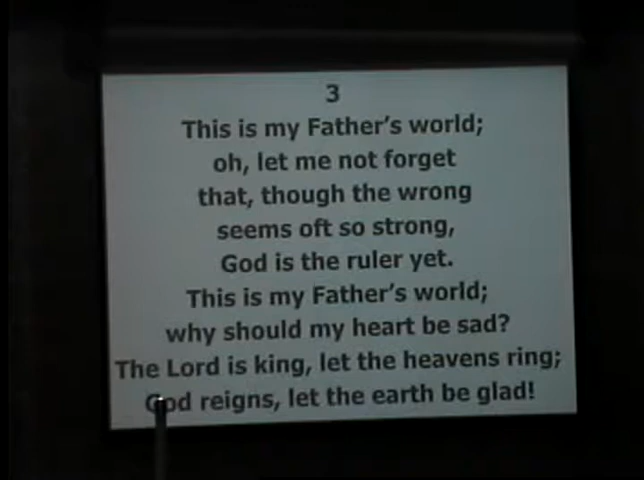 3
This is my Father's world;
oh, let me not forget
that, though the wrong
seems oft so strong,
God is the ruler yet.
This is my Father's world;
why should my heart be sad?
The Lord is king, let the heavens ring;
God reigns, let the earth be glad!